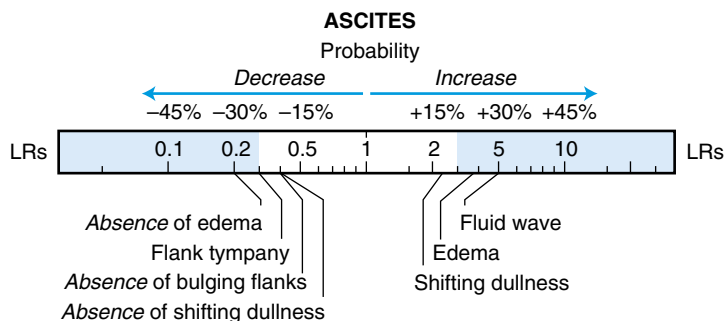 ASCITES
Probability
Decrease Increase
–45% –30% –15% +15% +30% +45%
LRs 0.1 0.2 0.5 1 2 5 10 LRs
Absence of edema Fluid wave
Flank tympany Edema
Absence of bulging flanks Shifting dullness
Absence of shifting dullness